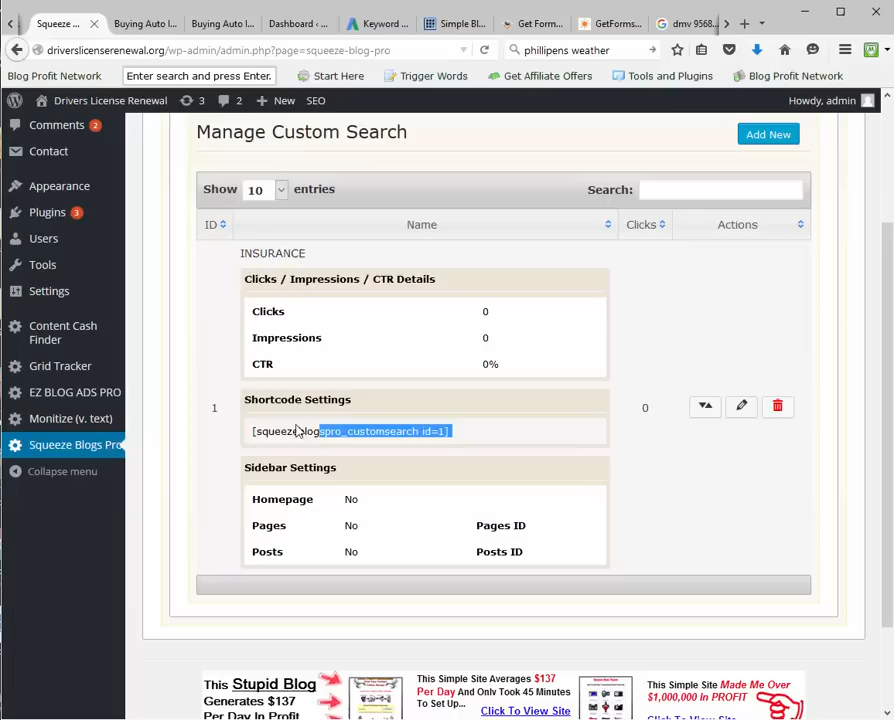 Squeeze ...
Buying Auto I...
Buying Auto I...
Dashboard ‹ ...
Keyword ...
Simple Bl...
Get Form...
GetForms...
dmv 9568...
driverslicenserenewal.org/wp-admin/admin.php?page=squeeze-blog-pro
phillipens weather
Blog Profit Network
Enter search and press Enter.
Start Here
Trigger Words
Get Affiliate Offers
Tools and Plugins
Blog Profit Network
Drivers License Renewal
3
2
New
SEO
Howdy, admin
Comments 2
Contact
Appearance
Plugins 3
Users
Tools
Settings
Content Cash
Finder
Grid Tracker
EZ BLOG ADS PRO
Monitize (v. text)
Squeeze Blogs Pro
Collapse menu
Manage Custom Search
Add New
Show 10 entries
Search:
ID
Name
Clicks
Actions
INSURANCE
Clicks / Impressions / CTR Details
Clicks 0
Impressions 0
CTR 0%
Shortcode Settings
1
0
[squeezeblogspro_customsearch id=1]
Sidebar Settings
Homepage No
Pages No Pages ID
Posts No Posts ID
This Stupid Blog
Generates $137
Per Day In Profit
This Simple Site Averages $137
Per Day And Only Took 45 Minutes
To Set Up...
Click To View Site
This Simple Site Made Me Over
$1,000,000 IN PROFIT
Click To View Site